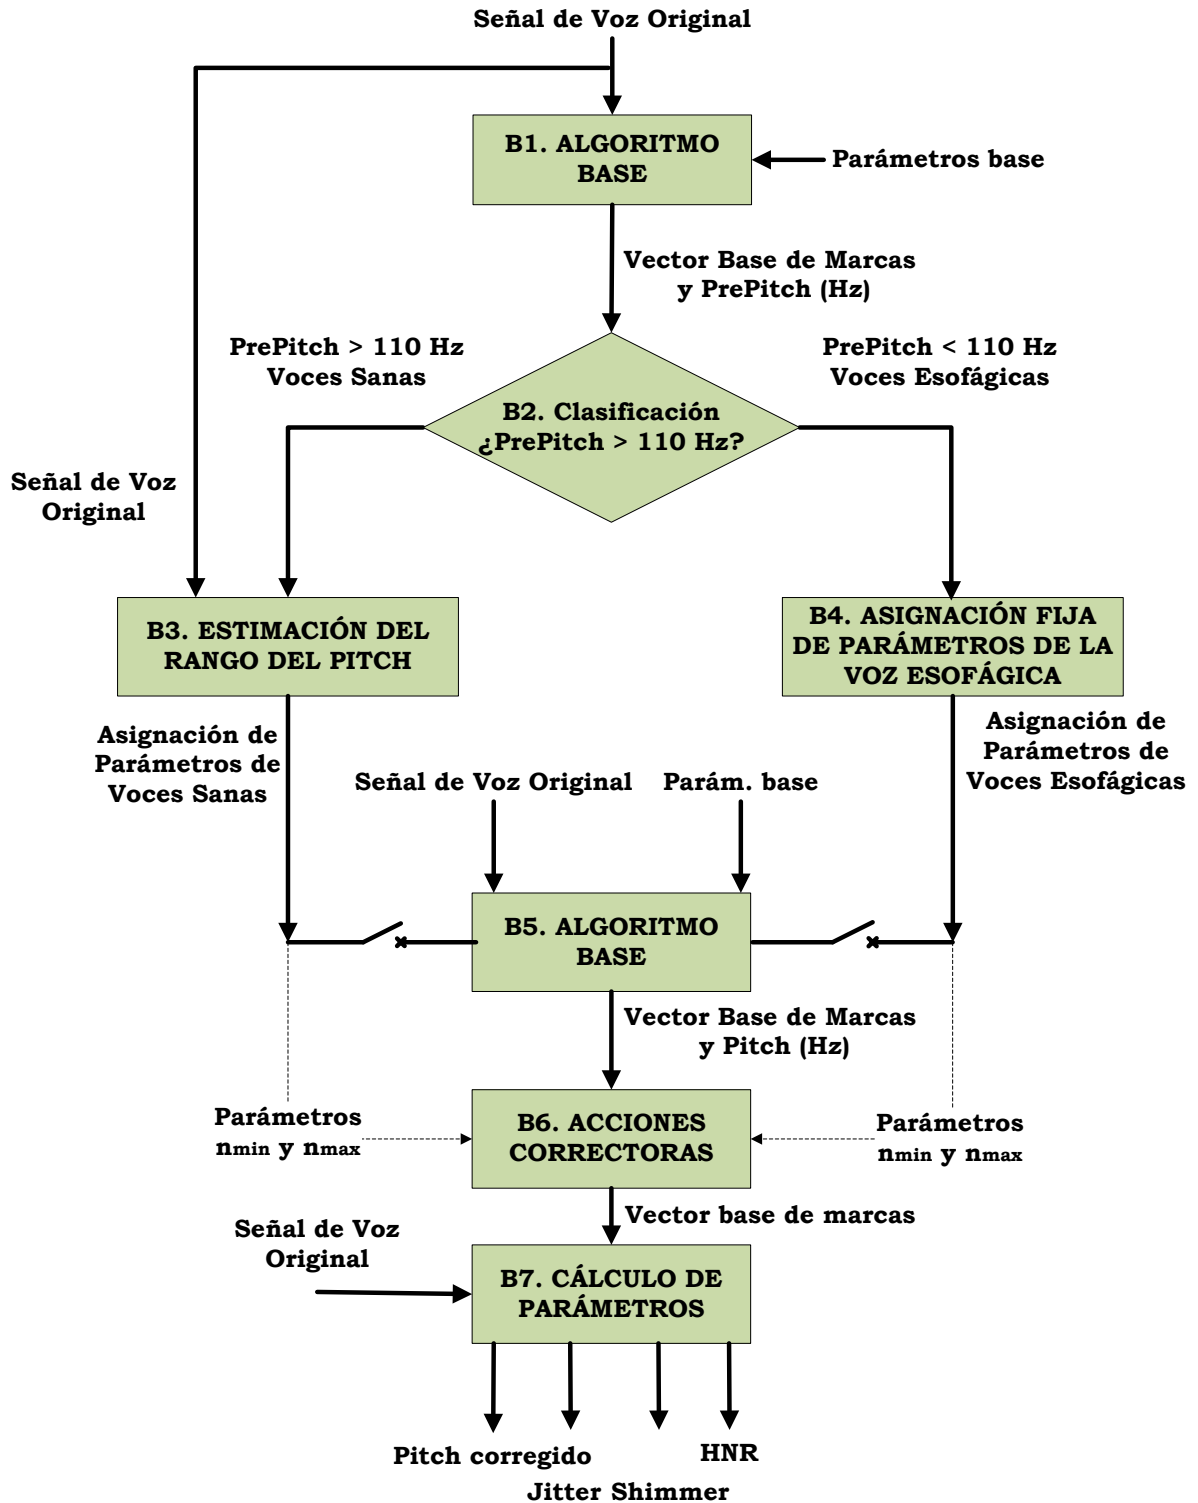 Señal de Voz Original
B1. ALGORITMO
BASE
Parámetros base
Vector Base de Marcas
y PrePitch (Hz)
PrePitch > 110 Hz
Voces Sanas
PrePitch < 110 Hz
Voces Esofágicas
B2. Clasificación
¿PrePitch > 110 Hz?
Señal de Voz
Original
B3. ESTIMACIÓN DEL
RANGO DEL PITCH
B4. ASIGNACIÓN FIJA
DE PARÁMETROS DE LA
VOZ ESOFÁGICA
Asignación de
Parámetros de
Voces Sanas
Asignación de
Parámetros de
Voces Esofágicas
Señal de Voz Original
Parám. base
B5. ALGORITMO
BASE
Vector Base de Marcas
y Pitch (Hz)
Parámetros
nmin y nmax
B6. ACCIONES
CORRECTORAS
Parámetros
nmin y nmax
Vector base de marcas
Señal de Voz
Original
B7. CÁLCULO DE
PARÁMETROS
Pitch corregido
HNR
Jitter Shimmer